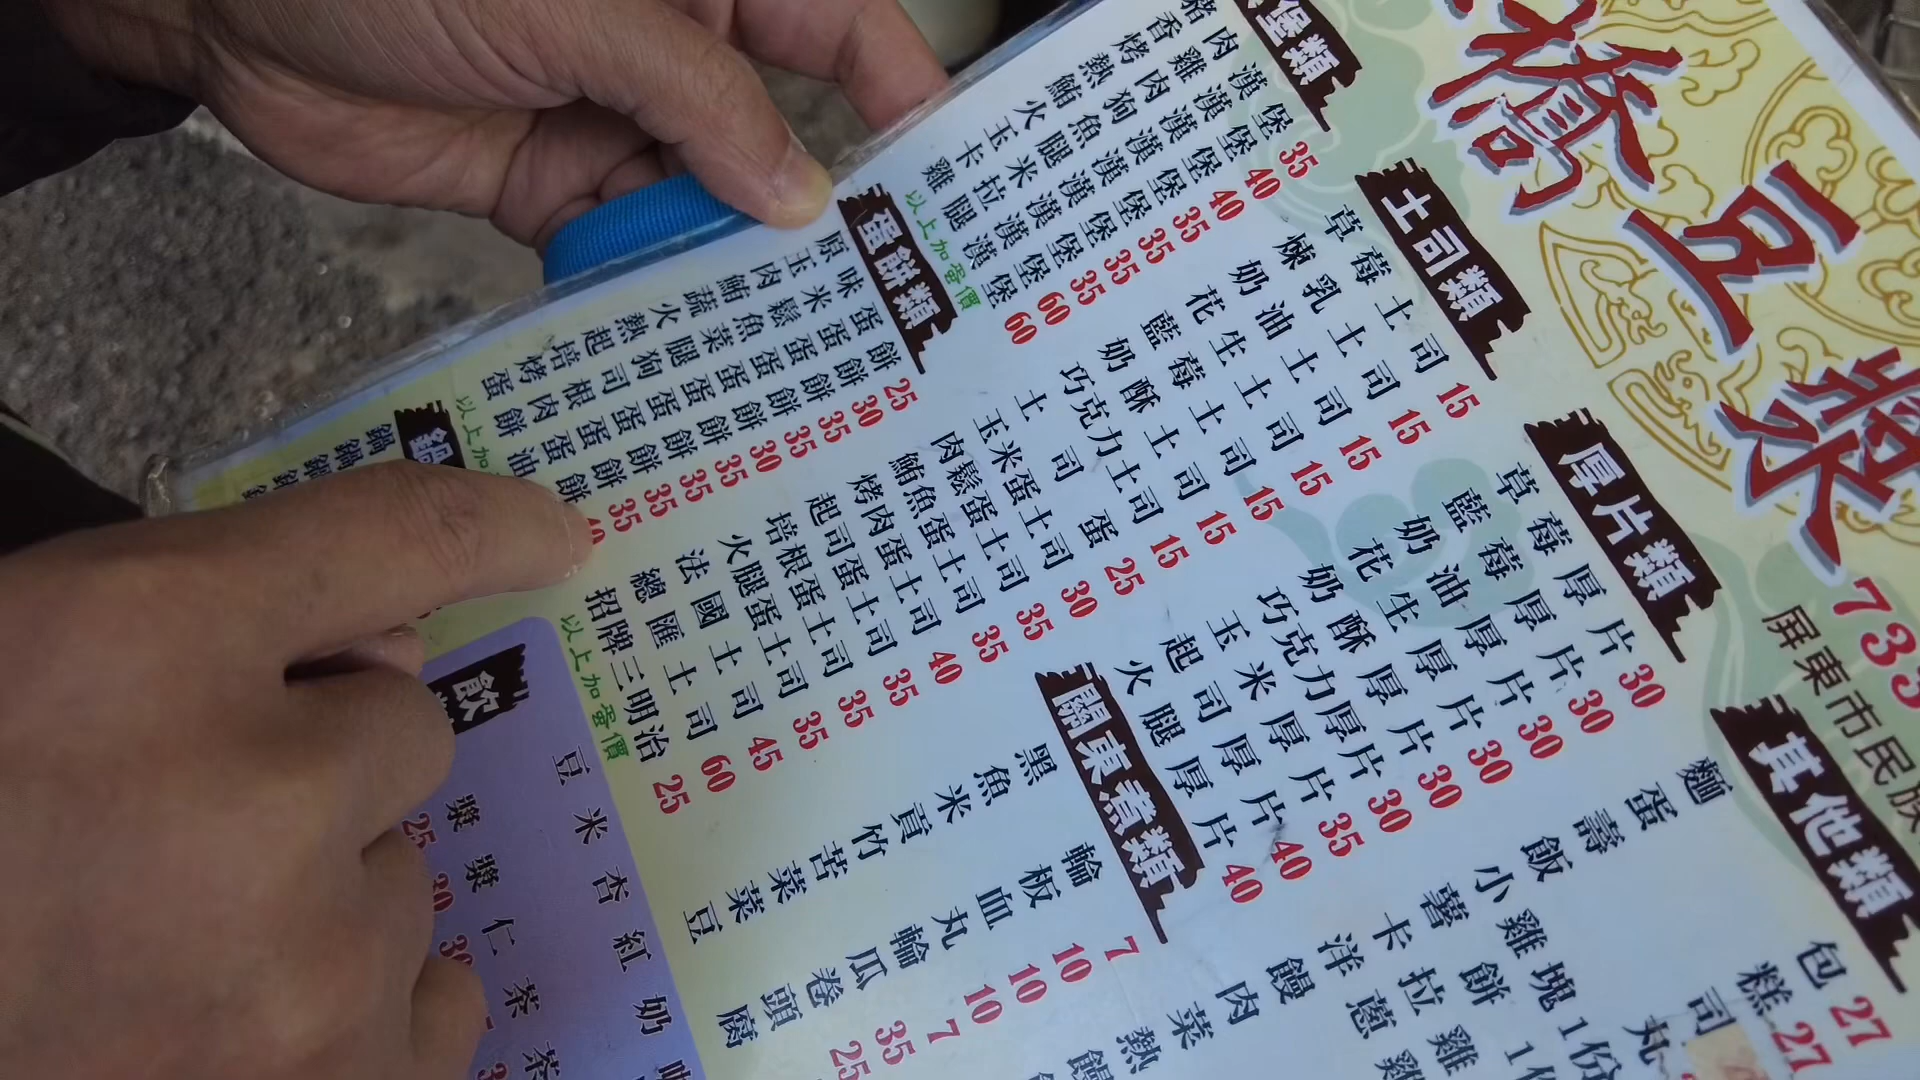 橋豆漿
733
屏東市民族
堡類
豬肉漢堡 35
香雞漢堡 40
烤肉漢堡 40
熱狗漢堡 35
鮪魚漢堡 35
火腿漢堡 35
玉米漢堡 35
卡拉漢堡 60
雞腿漢堡 60
以上加蛋價
土司類
草莓土司 15
煉乳土司 15
奶油土司 15
花生土司 15
藍莓土司 15
奶酥土司 15
巧克力土司 15
土司蛋 25
玉米蛋土司 30
肉鬆蛋土司 35
鮪魚蛋土司 35
烤肉蛋土司 40
起司蛋土司 35
培根蛋土司 35
火腿蛋土司 35
法國土司 45
總匯土司 60
招牌三明治 25
以上加蛋價
厚片類
草莓厚片 30
藍莓厚片 30
奶油厚片 30
花生厚片 30
奶酥厚片 30
巧克力厚片 30
玉米厚片 35
起司厚片 40
火腿厚片 40
其他類
麵包 27
蛋糕 27
壽司
飯丸
小雞塊1份
薯餅1份
卡拉雞
洋蔥雞
饅
肉
菜
熱
蛋餅類
原味蛋餅 25
玉米蛋餅 30
肉鬆蛋餅 35
鮪魚蛋餅 35
蔬菜蛋餅 30
火腿蛋餅 35
熱狗蛋餅 35
起司蛋餅 35
培根蛋餅 35
烤肉蛋餅
蛋餅油餅 40
以上加
鍋
關東煮類
黑輪 7
魚板 10
米血 10
貢丸 10
竹輪 7
苦瓜 35
菜卷 25
菜頭
豆腐
飲
豆漿 25
米漿 30
杏仁茶 30
紅茶
奶